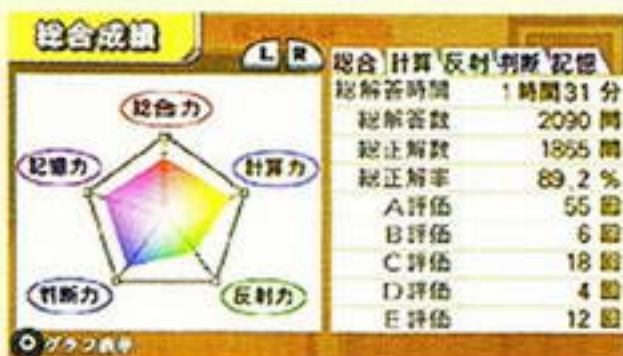 総合成績
L R
総合 計算 反射 判断 記憶
総合力
記憶力
計算力
判断力
反射力
総解答時間 1時間31分
総解答数 2090問
総正解数 1865問
総正解率 89.2%
A評価 55回
B評価 6回
C評価 18回
D評価 4回
E評価 12回
グラフ表示